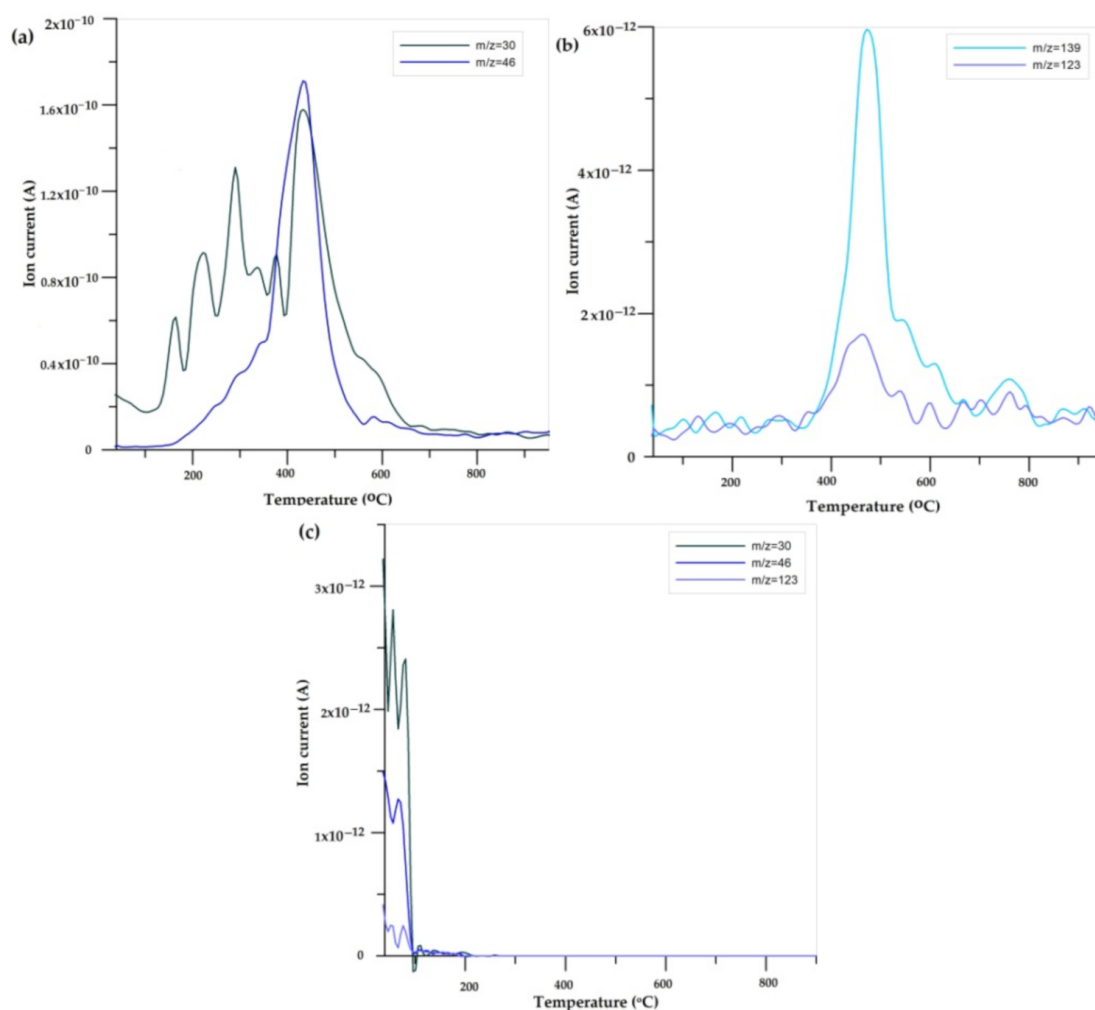 (a)
2x10−10
1.6x10−10
1.2x10−10
0.8x10−10
0.4x10−10
0
Ion current (A)
m/z=30
m/z=46
200
400
600
800
Temperature (ºC)
(b)
6x10−12
4x10−12
2x10−12
0
Ion current (A)
m/z=139
m/z=123
200
400
600
800
Temperature (ºC)
(c)
3x10−12
2x10−12
1x10−12
0
Ion current (A)
m/z=30
m/z=46
m/z=123
200
400
600
800
Temperature (ºC)